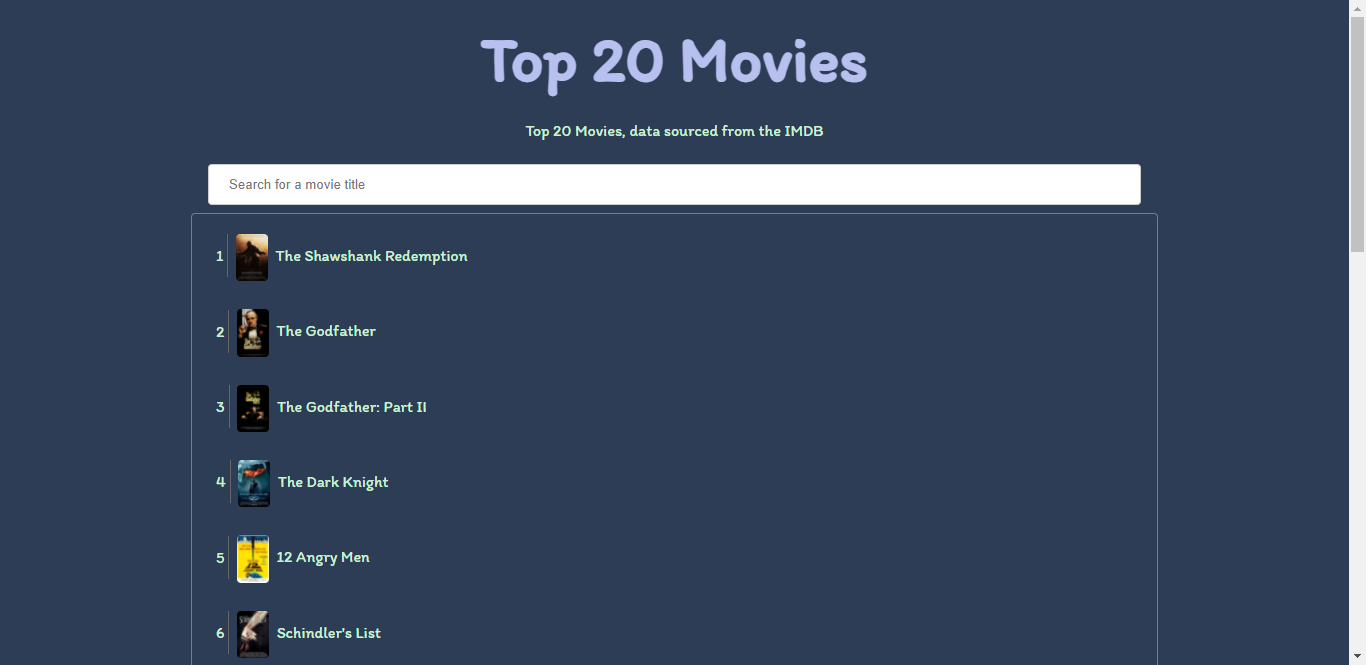 Top 20 Movies
Top 20 Movies, data sourced from the IMDB
Search for a movie title
1 The Shawshank Redemption
2 The Godfather
3 The Godfather: Part II
4 The Dark Knight
5 12 Angry Men
6 Schindler's List